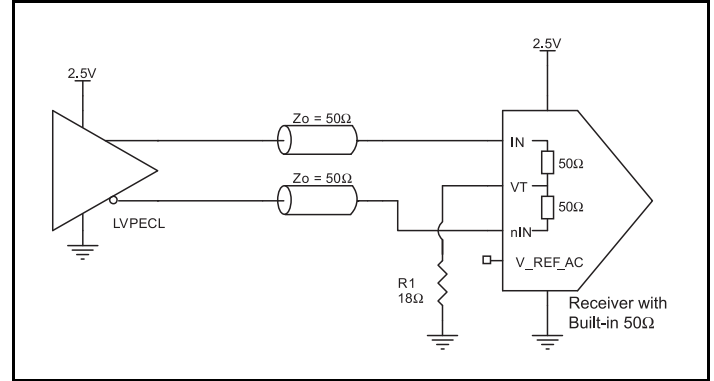 2.5V
2.5V
Zo = 50Ω
IN
50Ω
Zo = 50Ω
VT
50Ω
LVPECL
nIN
V_REF_AC
R1
18Ω
Receiver with
Built-in 50Ω